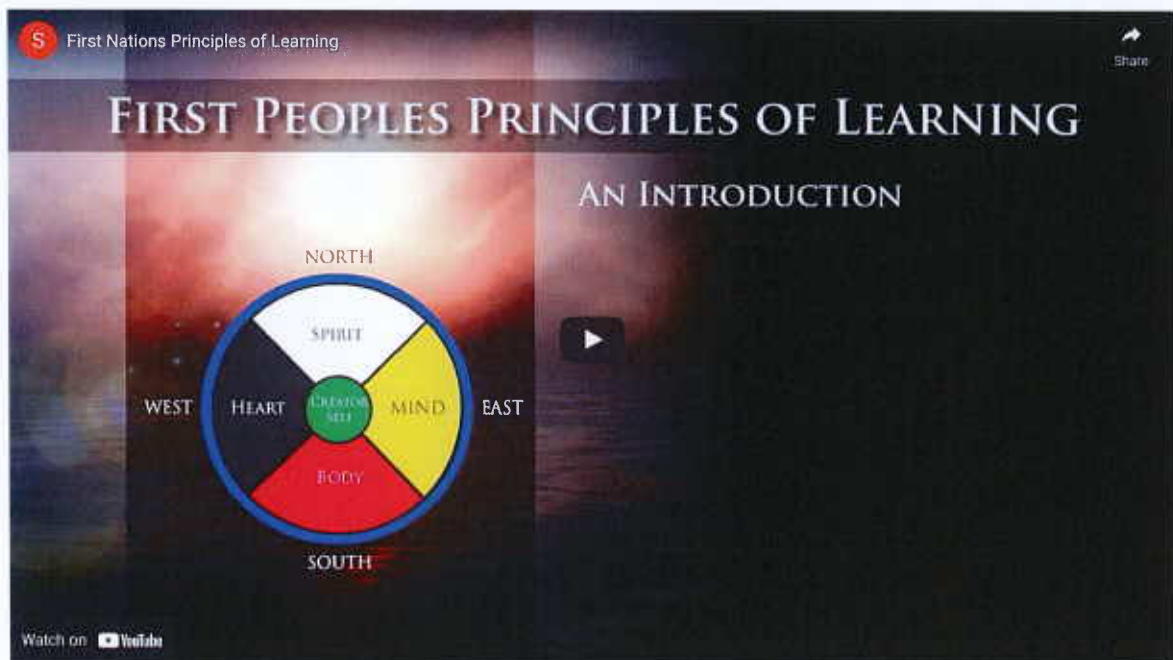 S First Nations Principles of Learning
Share
FIRST PEOPLES PRINCIPLES OF LEARNING
AN INTRODUCTION
NORTH
SPIRIT
WEST HEART CREATOR MIND EAST
SELF
BODY
SOUTH
Watch on YouTube